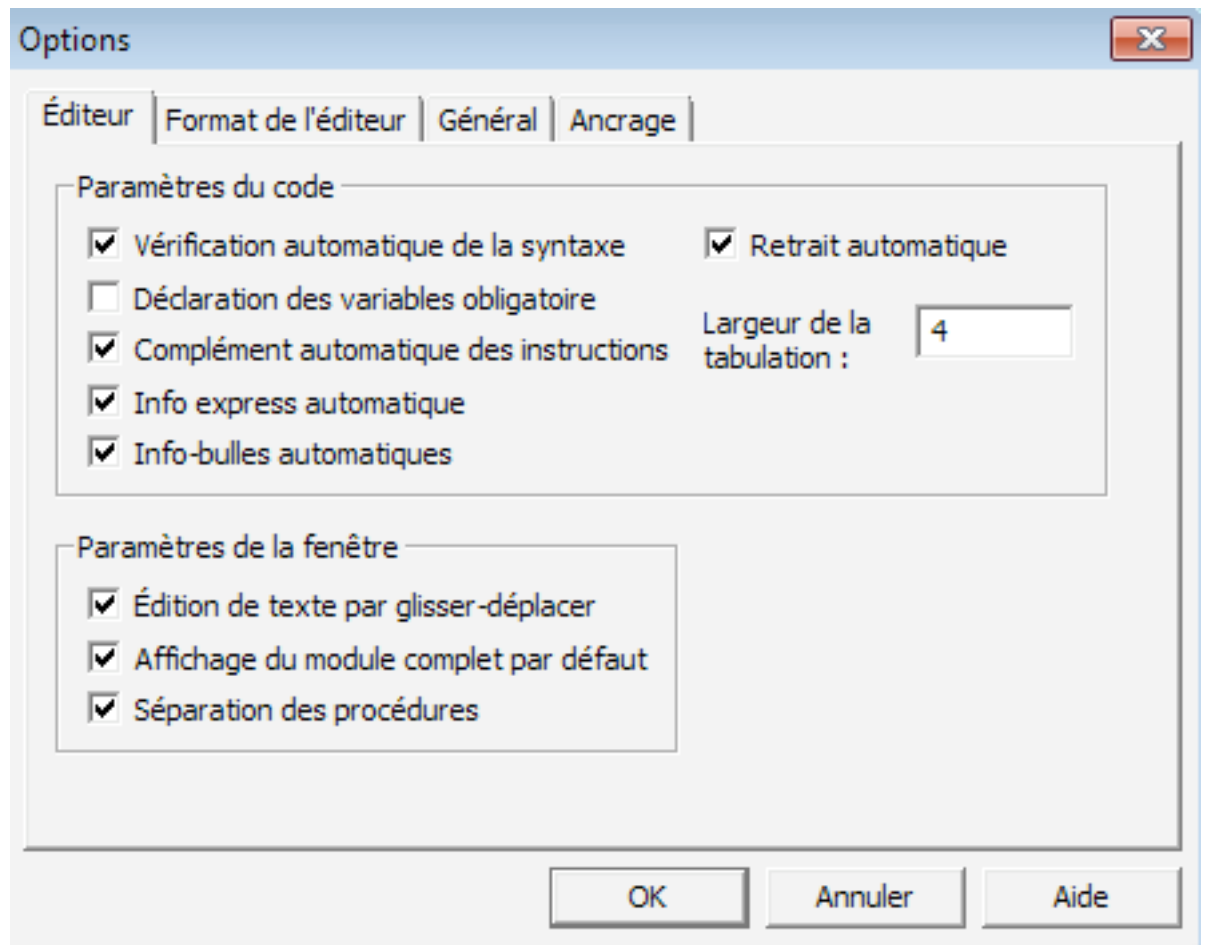 Options
Éditeur
Format de l'éditeur
Général
Ancrage
Paramètres du code
Vérification automatique de la syntaxe
Déclaration des variables obligatoire
Complément automatique des instructions
Info express automatique
Info-bulles automatiques
Retrait automatique
Largeur de la
tabulation :
4
Paramètres de la fenêtre
Édition de texte par glisser-déplacer
Affichage du module complet par défaut
Séparation des procédures
OK
Annuler
Aide